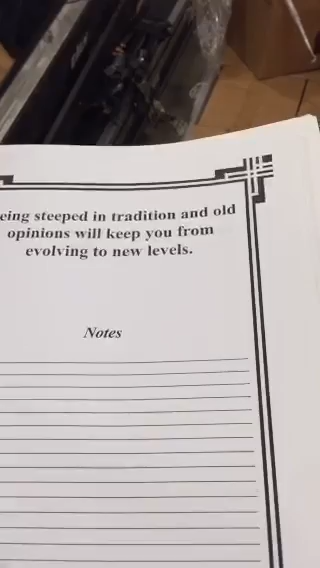 eing steeped in tradition and old
opinions will keep you from
evolving to new levels.
Notes